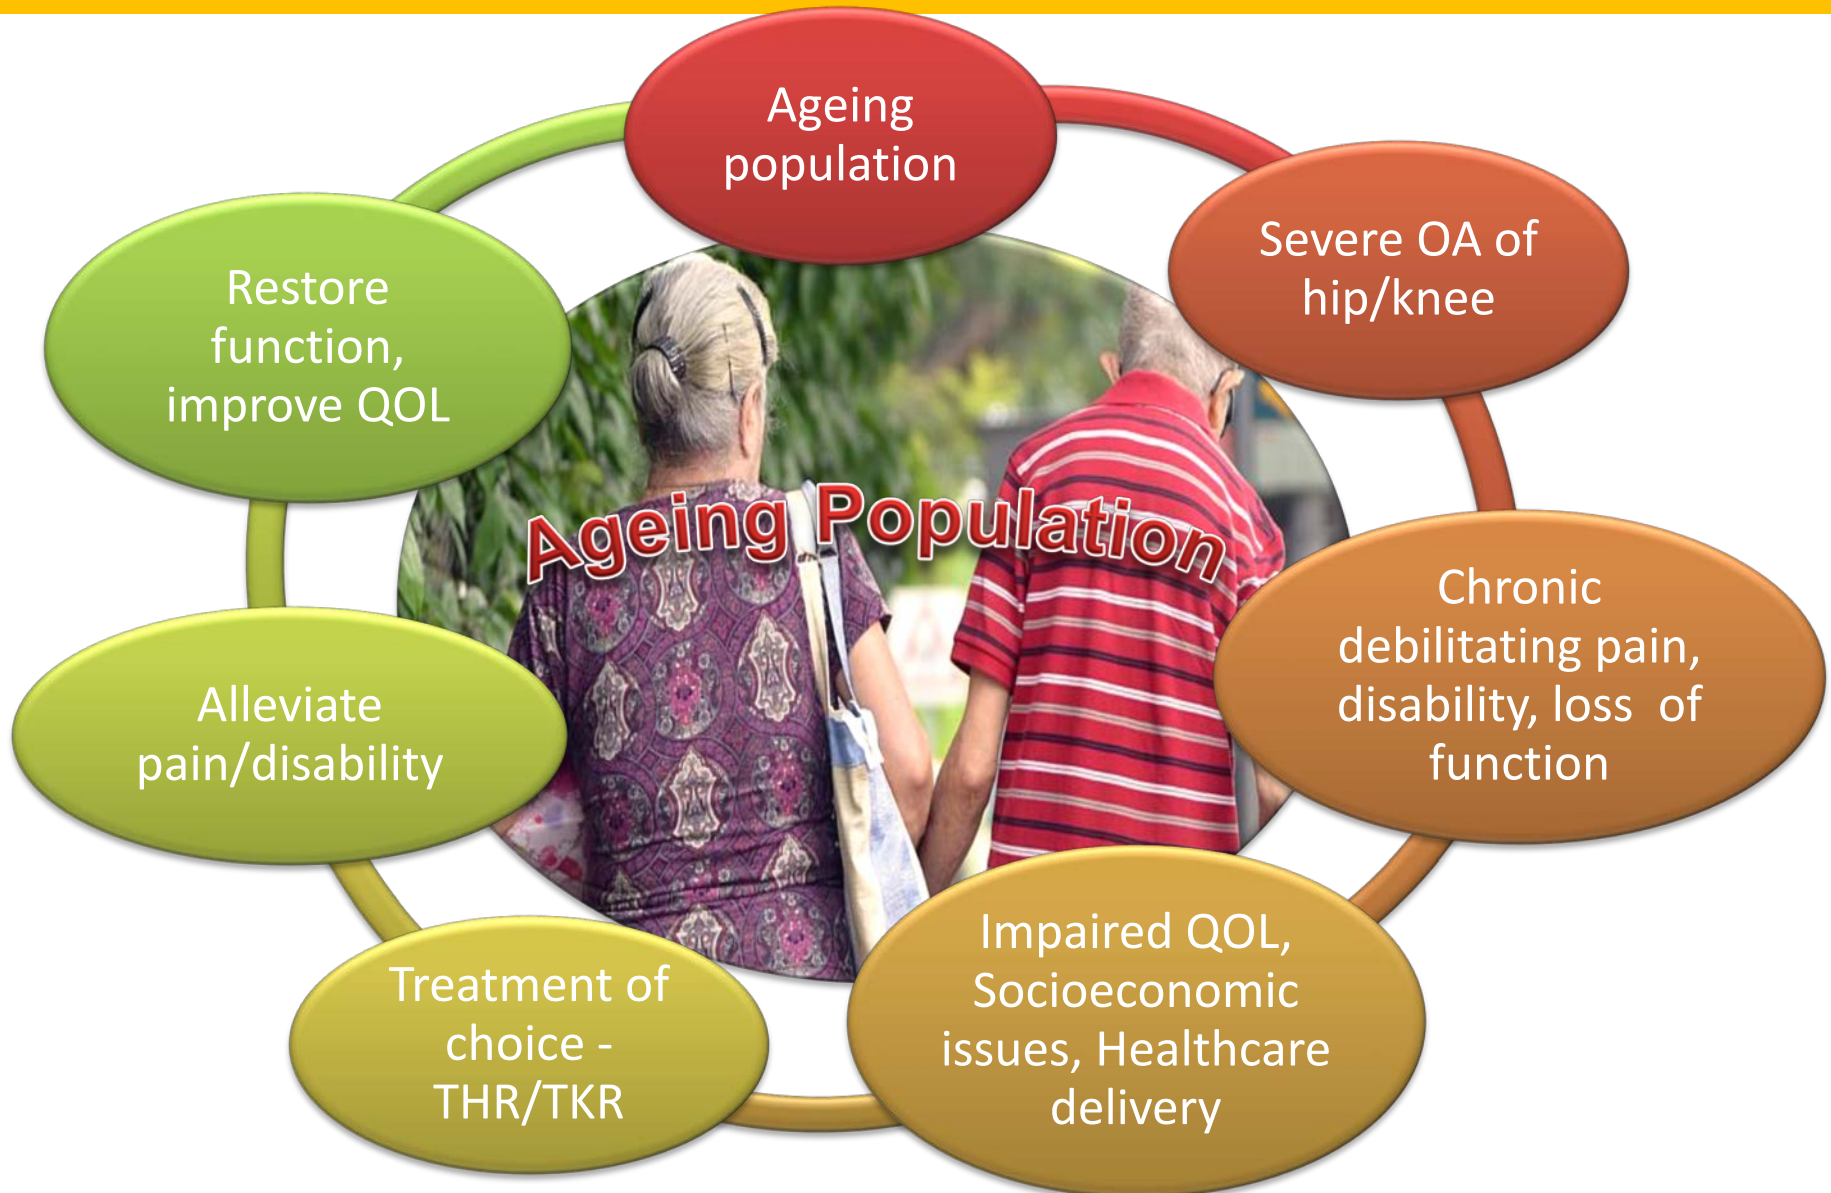 Ageing
population
Severe OA of
hip/knee
Chronic
debilitating pain,
disability, loss of
function
Impaired QOL,
Socioeconomic
issues, Healthcare
delivery
Treatment of
choice -
THR/TKR
Alleviate
pain/disability
Restore
function,
improve QOL
Ageing Population